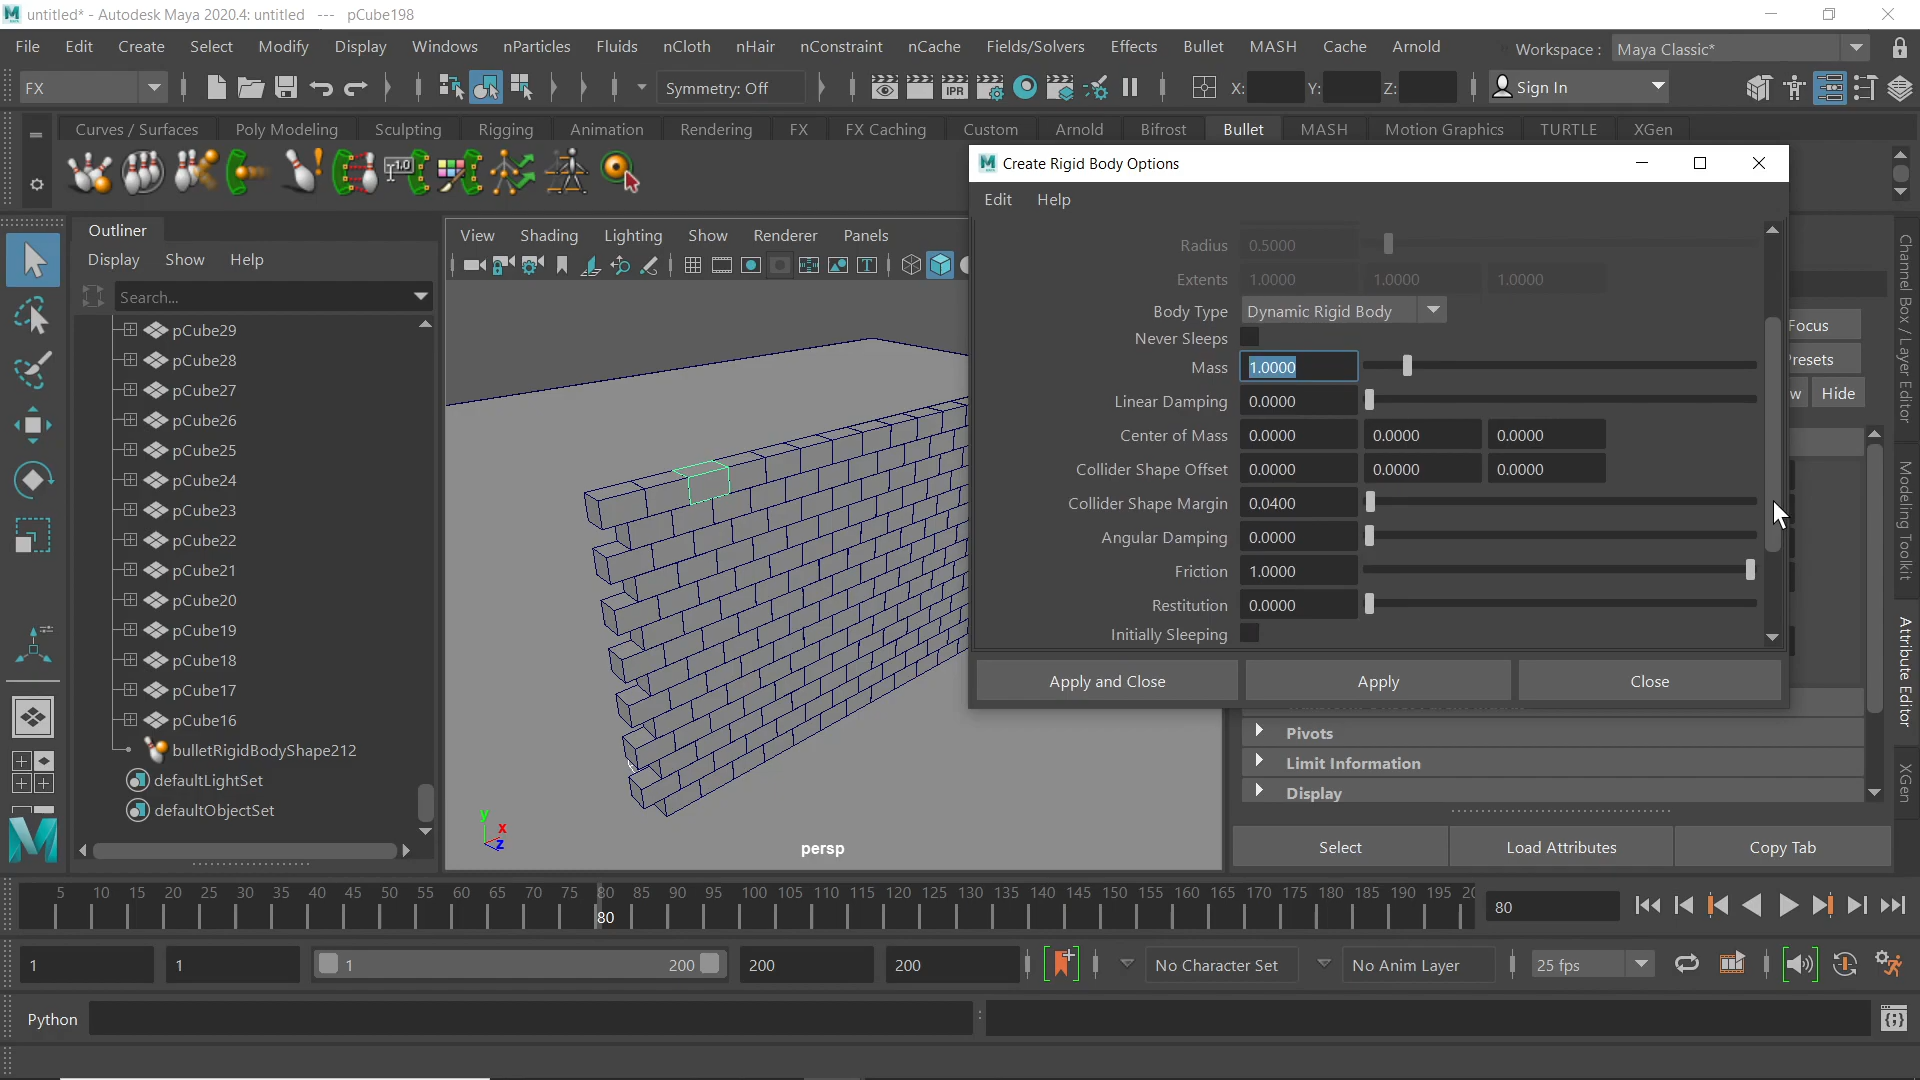 untitled* - Autodesk Maya 2020.4: untitled --- pCube198
File Edit Create Select Modify Display Windows nParticles Fluids nCloth nHair nConstraint nCache Fields/Solvers Effects Bullet MASH Cache Arnold Workspace : Maya Classic*
FX Symmetry: Off IPR X: Y: Z: Sign In
Curves / Surfaces Poly Modeling Sculpting Rigging Animation Rendering FX FX Caching Custom Arnold Bifrost Bullet MASH Motion Graphics TURTLE XGen
Create Rigid Body Options
Edit Help
Outliner
Display Show Help
Search...
pCube29
pCube28
pCube27
pCube26
pCube25
pCube24
pCube23
pCube22
pCube21
pCube20
pCube19
pCube18
pCube17
pCube16
bulletRigidBodyShape212
defaultLightSet
defaultObjectSet
View Shading Lighting Show Renderer Panels
persp
y
x
z
Radius 0.5000
Extents 1.0000 1.0000 1.0000
Body Type Dynamic Rigid Body
Never Sleeps
Mass 1.0000
Linear Damping 0.0000
Center of Mass 0.0000 0.0000 0.0000
Collider Shape Offset 0.0000 0.0000 0.0000
Collider Shape Margin 0.0400
Angular Damping 0.0000
Friction 1.0000
Restitution 0.0000
Initially Sleeping
Apply and Close Apply Close
Focus
Presets
Hide
Channel Box / Layer Editor
Modeling Toolkit
Attribute Editor
XGen
Pivots
Limit Information
Display
Select Load Attributes Copy Tab
5 10 15 20 25 30 35 40 45 50 55 60 65 70 75 80 85 90 95 100 105 110 115 120 125 130 135 140 145 150 155 160 165 170 175 180 185 190 195
80
80
1 1 1 200 200 200 No Character Set No Anim Layer 25 fps
Python